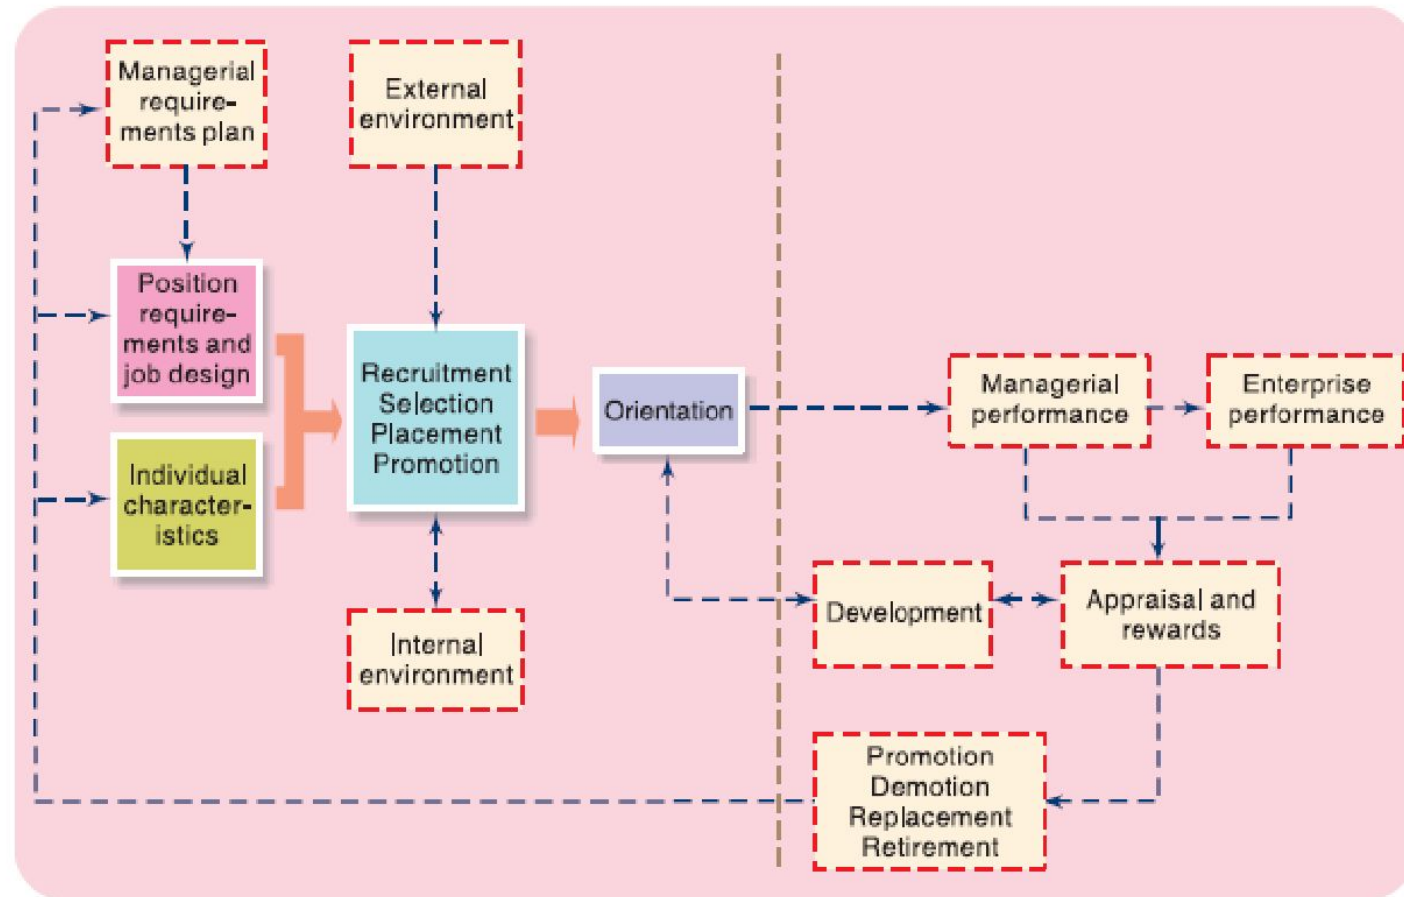 Managerial
require-
ments plan
External
environment
Position
require-
ments and
job design
Individual
character-
istics
Recruitment
Selection
Placement
Promotion
Internal
environment
Orientation
Managerial
performance
Enterprise
performance
Development
Appraisal and
rewards
Promotion
Demotion
Replacement
Retirement